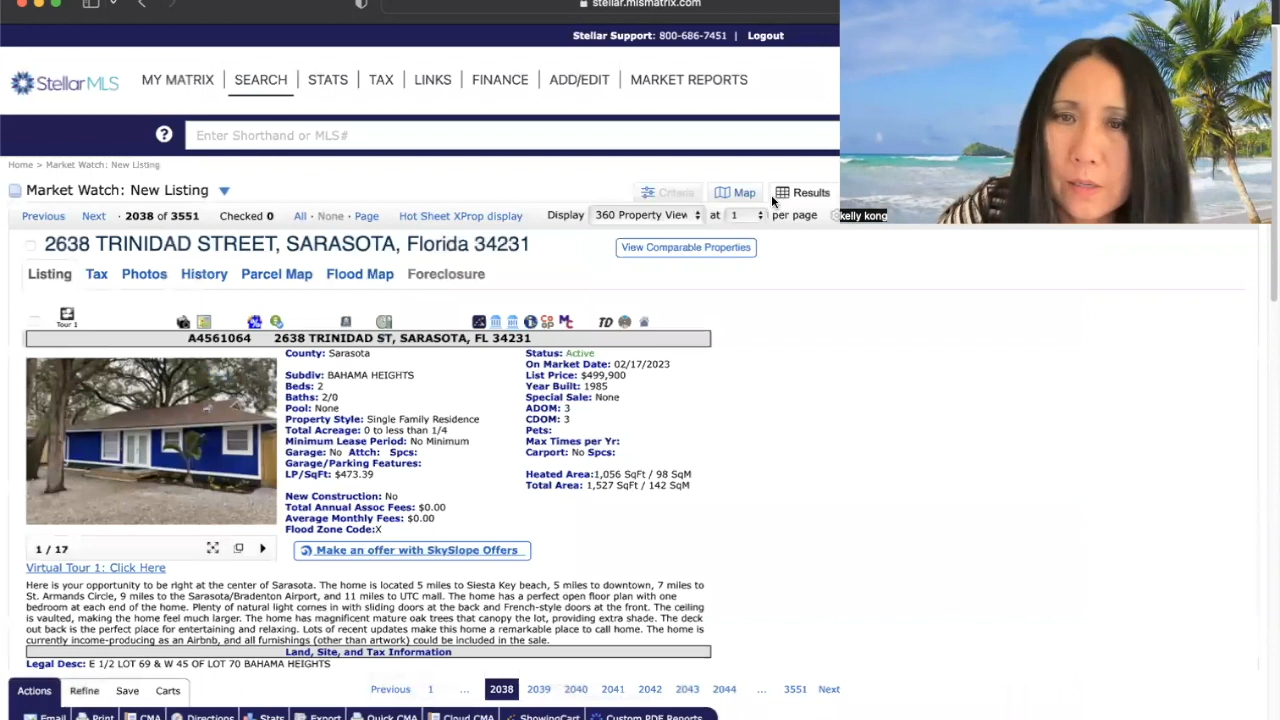 stellar.mlsmatrix.com
Stellar Support: 800-686-7451 | Logout
StellarMLS
MY MATRIX
SEARCH
STATS
TAX
LINKS
FINANCE
ADD/EDIT
MARKET REPORTS
Enter Shorthand or MLS#
Home > Market Watch: New Listing
Market Watch: New Listing
Criteria
Map
Results
Previous Next · 2038 of 3551 Checked 0 All · None · Page Hot Sheet XProp display Display 360 Property View at 1 per page
kelly kong
2638 TRINIDAD STREET, SARASOTA, Florida 34231
View Comparable Properties
Listing Tax Photos History Parcel Map Flood Map Foreclosure
Tour 1
TD
A4561064 2638 TRINIDAD ST, SARASOTA, FL 34231
County: Sarasota
Subdiv: BAHAMA HEIGHTS
Beds: 2
Baths: 2/0
Pool: None
Property Style: Single Family Residence
Total Acreage: 0 to less than 1/4
Minimum Lease Period: No Minimum
Garage: No Attch: Spcs:
Garage/Parking Features:
LP/SqFt: $473.39
New Construction: No
Total Annual Assoc Fees: $0.00
Average Monthly Fees: $0.00
Flood Zone Code:X
Status: Active
On Market Date: 02/17/2023
List Price: $499,900
Year Built: 1985
Special Sale: None
ADOM: 3
CDOM: 3
Pets:
Max Times per Yr:
Carport: No Spcs:
Heated Area:1,056 SqFt / 98 SqM
Total Area: 1,527 SqFt / 142 SqM
1 / 17
Make an offer with SkySlope Offers
Virtual Tour 1: Click Here
Here is your opportunity to be right at the center of Sarasota. The home is located 5 miles to Siesta Key beach, 5 miles to downtown, 7 miles to
St. Armands Circle, 9 miles to the Sarasota/Bradenton Airport, and 11 miles to UTC mall. The home has a perfect open floor plan with one
bedroom at each end of the home. Plenty of natural light comes in with sliding doors at the back and French-style doors at the front. The ceiling
is vaulted, making the home feel much larger. The home has magnificent mature oak trees that canopy the lot, providing extra shade. The deck
out back is the perfect place for entertaining and relaxing. Lots of recent updates make this home a remarkable place to call home. The home is
currently income-producing as an Airbnb, and all furnishings (other than artwork) could be included in the sale.
Land, Site, and Tax Information
Legal Desc: E 1/2 LOT 69 & W 45 OF LOT 70 BAHAMA HEIGHTS
Actions Refine Save Carts
Previous 1 ... 2038 2039 2040 2041 2042 2043 2044 ... 3551 Next
Email Print CMA Directions Stats Export Quick CMA Cloud CMA ShowingCart Custom PDF Reports